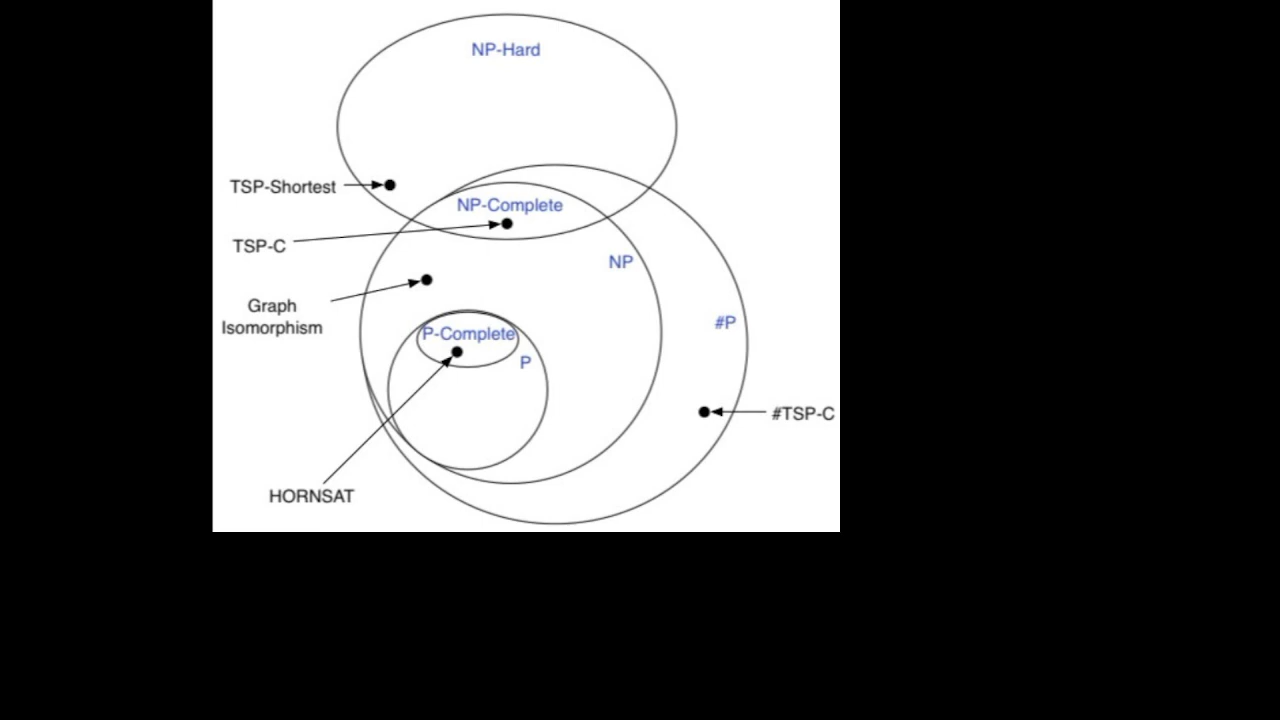 NP-Hard
TSP-Shortest
NP-Complete
TSP-C
NP
Graph
Isomorphism
#P
P-Complete
P
#TSP-C
HORNSAT